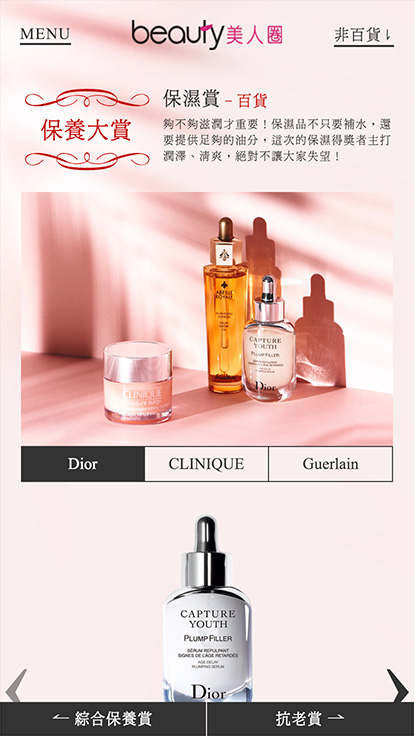 MENU
beauty美人圈
非百貨⇂
保養大賞
保濕賞－百貨
夠不夠滋潤才重要！保濕品不只要補水，還
要提供足夠的油分，這次的保濕得獎者主打
潤澤、清爽，絕對不讓大家失望！
ABEILLE
ROYALE
CAPTURE
YOUTH
PLUMP FILLER
Dior
CLINIQUE
moisture surge
Dior
CLINIQUE
Guerlain
CAPTURE
YOUTH
PLUMP FILLER
SÉRUM REPULPANT
SIGNES DE L'ÂGE RETARDÉS
AGE-DELAY
PLUMPING SERUM
Dior
↼ 綜合保養賞
抗老賞 ⇀